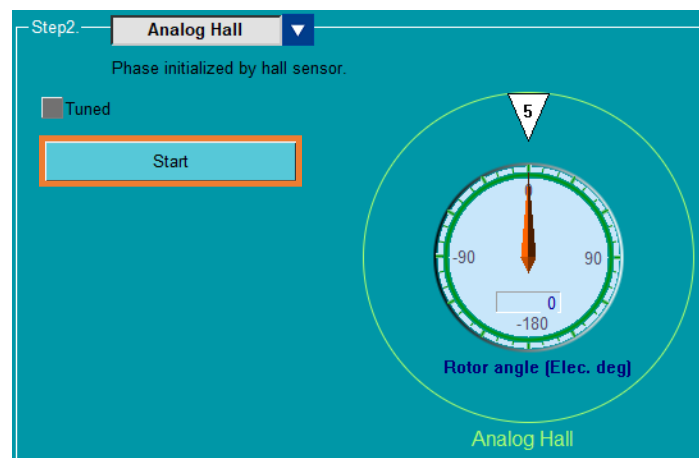 Step2.
Analog Hall
Phase initialized by hall sensor.
Tuned
Start
5
0
-90
90
0
-180
Rotor angle (Elec. deg)
Analog Hall